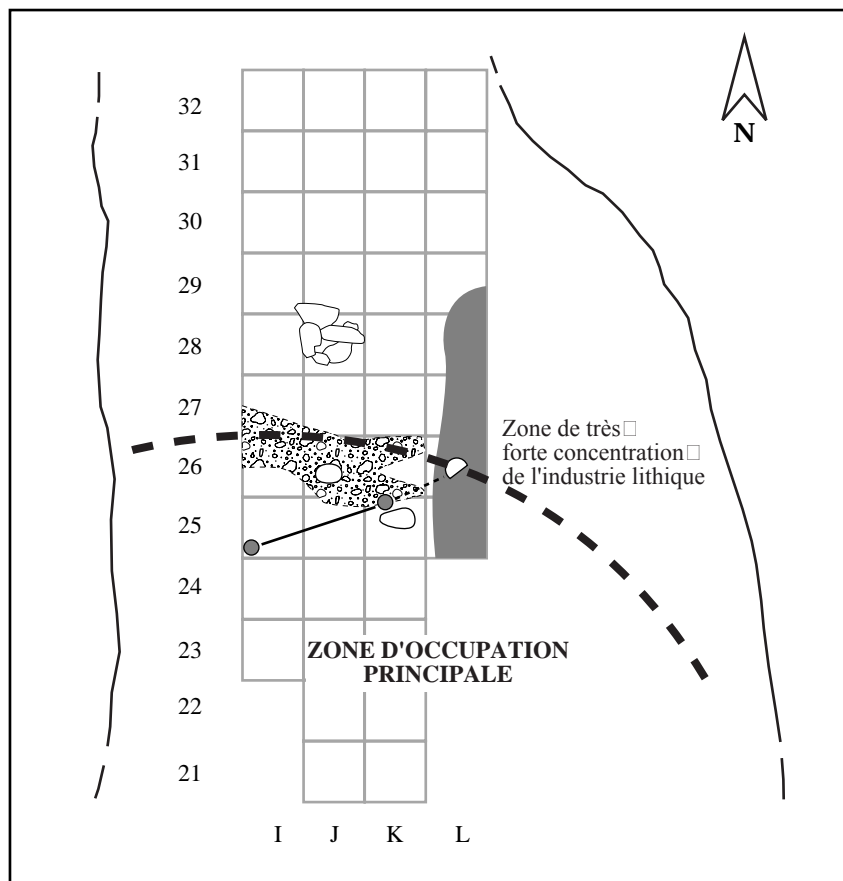 N
32
31
30
29
28
27
26
25
24
23
22
21
Zone de très□
forte concentration□
de l'industrie lithique
ZONE D'OCCUPATION
PRINCIPALE
I J K L